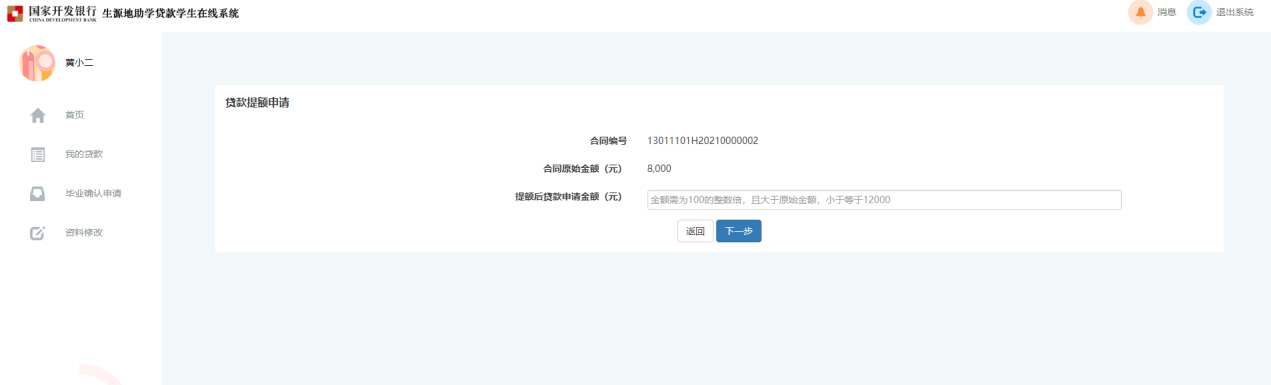 国家开发银行 生源地助学贷款学生在线系统
CHINA DEVELOPMENT BANK
消息
退出系统
黄小二
首页
我的贷款
毕业确认申请
资料修改
贷款提额申请
合同编号 13011101H20210000002
合同原始金额（元） 8,000
提额后贷款申请金额（元） 金额需为100的整数倍，且大于原始金额，小于等于12000
返回 下一步